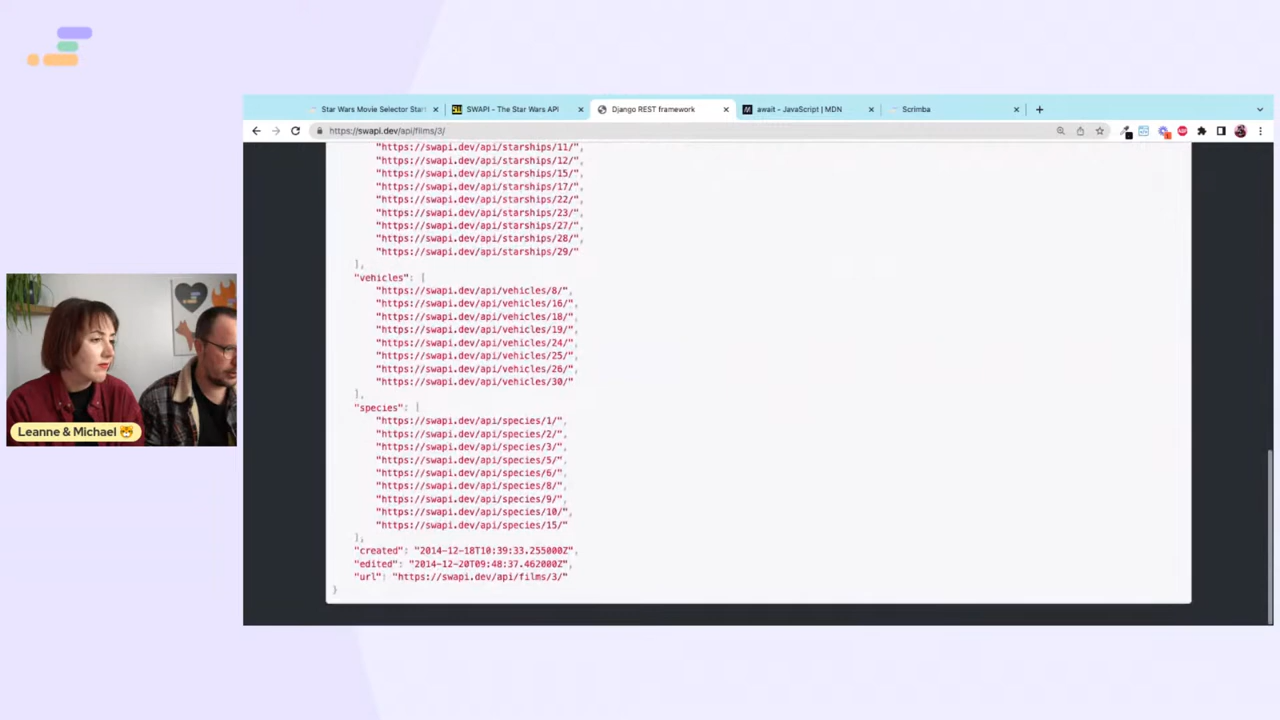 Star Wars Movie Selector Start
SWAPI - The Star Wars API
Django REST framework
await - JavaScript | MDN
Scrimba
https://swapi.dev/api/films/3/
"https://swapi.dev/api/starships/11/",
"https://swapi.dev/api/starships/12/",
"https://swapi.dev/api/starships/15/",
"https://swapi.dev/api/starships/17/",
"https://swapi.dev/api/starships/22/",
"https://swapi.dev/api/starships/23/",
"https://swapi.dev/api/starships/27/",
"https://swapi.dev/api/starships/28/",
"https://swapi.dev/api/starships/29/"
],
"vehicles": [
"https://swapi.dev/api/vehicles/8/",
"https://swapi.dev/api/vehicles/16/",
"https://swapi.dev/api/vehicles/18/",
"https://swapi.dev/api/vehicles/19/",
"https://swapi.dev/api/vehicles/24/",
"https://swapi.dev/api/vehicles/25/",
"https://swapi.dev/api/vehicles/26/",
"https://swapi.dev/api/vehicles/30/"
],
"species": [
"https://swapi.dev/api/species/1/",
"https://swapi.dev/api/species/2/",
"https://swapi.dev/api/species/3/",
"https://swapi.dev/api/species/5/",
"https://swapi.dev/api/species/6/",
"https://swapi.dev/api/species/8/",
"https://swapi.dev/api/species/9/",
"https://swapi.dev/api/species/10/",
"https://swapi.dev/api/species/15/"
],
"created": "2014-12-18T10:39:33.255000Z",
"edited": "2014-12-20T09:48:37.462000Z",
"url": "https://swapi.dev/api/films/3/"
}
Leanne & Michael